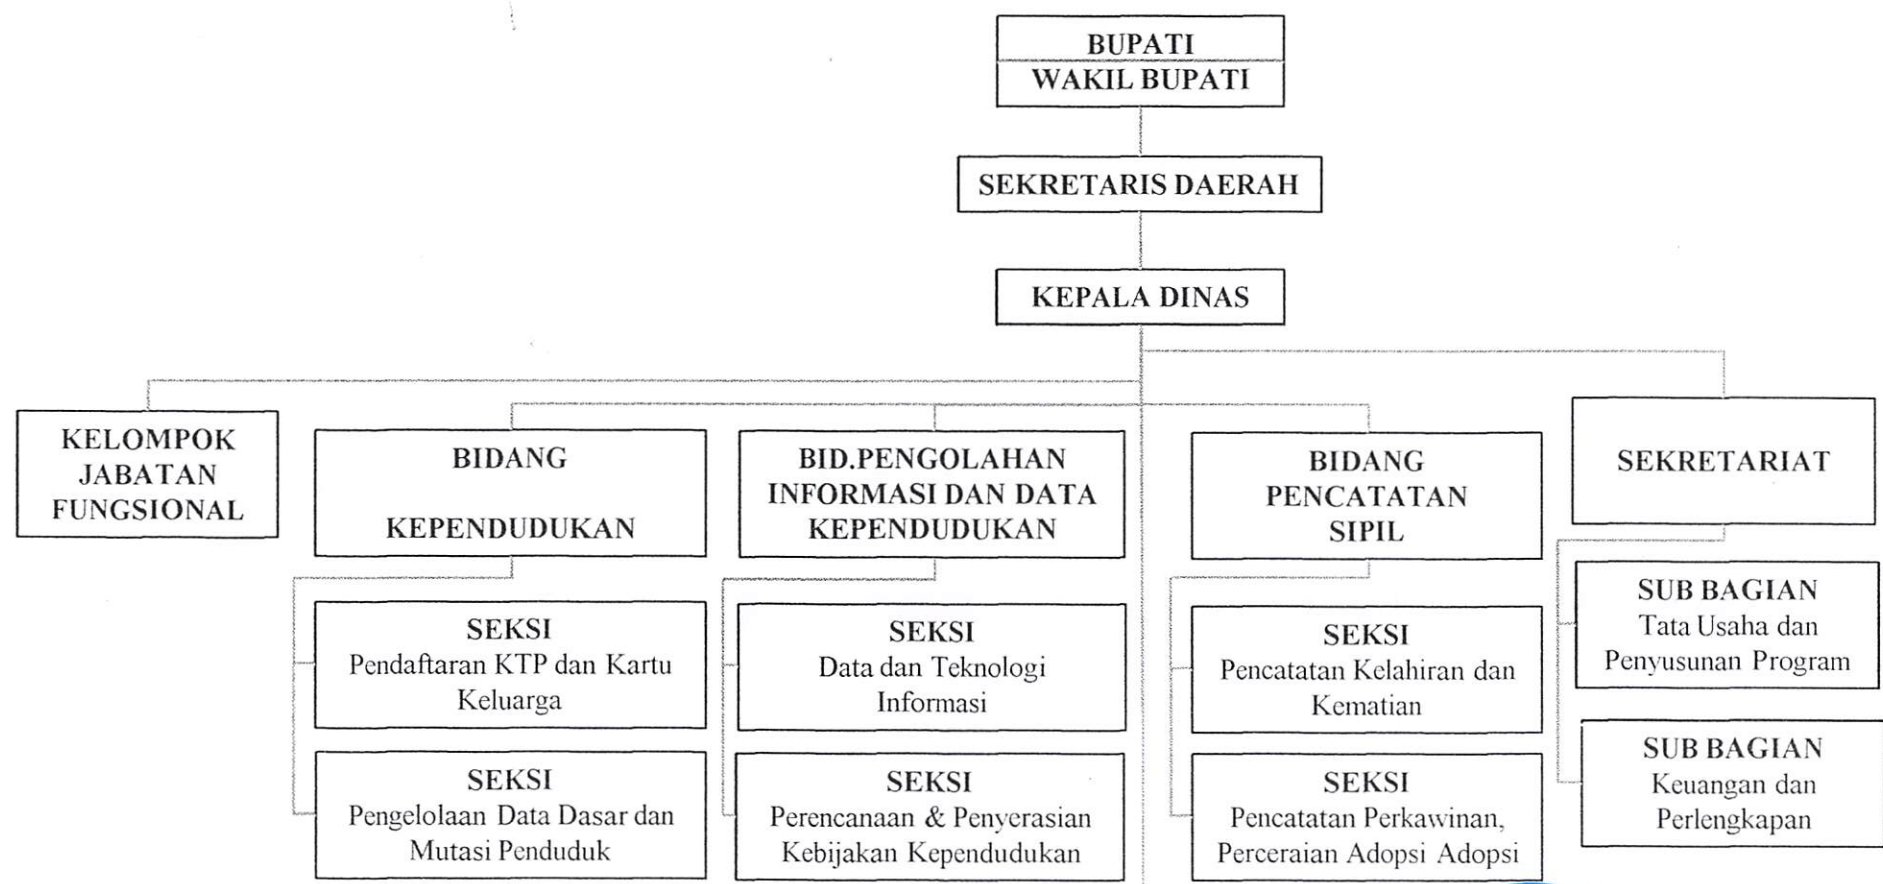 BUPATI
WAKIL BUPATI
SEKRETARIS DAERAH
KEPALA DINAS
KELOMPOK
JABATAN
FUNGSIONAL
BIDANG
KEPENDUDUKAN
SEKSI
Pendaftaran KTP dan Kartu
Keluarga
SEKSI
Pengelolaan Data Dasar dan
Mutasi Penduduk
BID.PENGOLAHAN
INFORMASI DAN DATA
KEPENDUDUKAN
SEKSI
Data dan Teknologi
Informasi
SEKSI
Perencanaan & Penyerasian
Kebijakan Kependudukan
BIDANG
PENCATATAN
SIPIL
SEKSI
Pencatatan Kelahiran dan
Kematian
SEKSI
Pencatatan Perkawinan,
Perceraian Adopsi Adopsi
SEKRETARIAT
SUB BAGIAN
Tata Usaha dan
Penyusunan Program
SUB BAGIAN
Keuangan dan
Perlengkapan